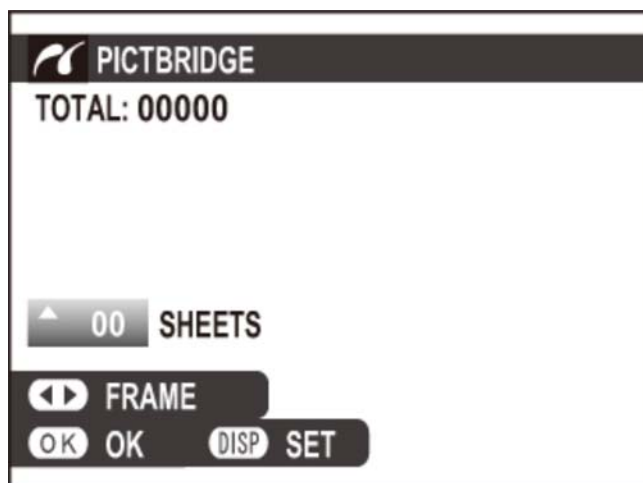 PICTBRIDGE
TOTAL: 00000
00 SHEETS
FRAME
OK OK DISP SET